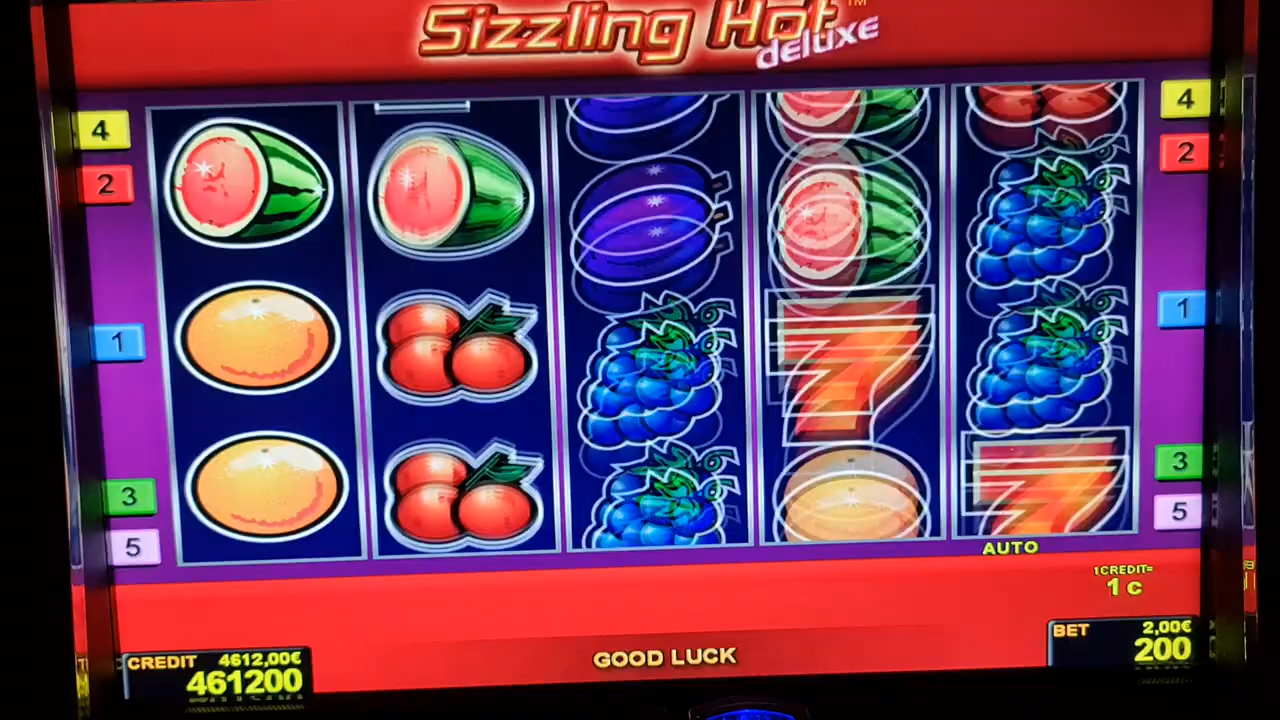 Sizzling Hot™
deluxe
4
4
2
2
1
1
3
3
5
5
AUTO
1CREDIT=
1 c
CREDIT 4612,00€
461200
GOOD LUCK
BET 2,00€
200